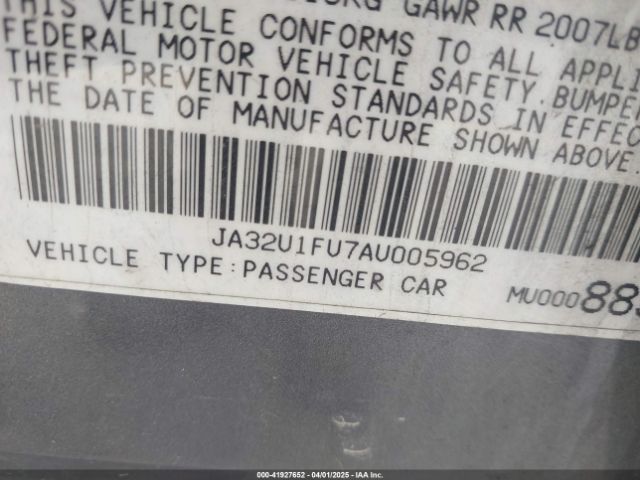 THIS VEHICLE GAWR RR 2007LB
FEDERAL MOTOR CONFORMS TO ALL APPLI
THEFT PREVENTION VEHICLE SAFETY, BUMPER
THE DATE OF STANDARDS IN EFFEC
MANUFACTURE SHOWN ABOVE.
JA32U1FU7AU005962
VEHICLE TYPE:PASSENGER CAR
MU000885
000-41927652 04/01/2025 - IAA Inc.